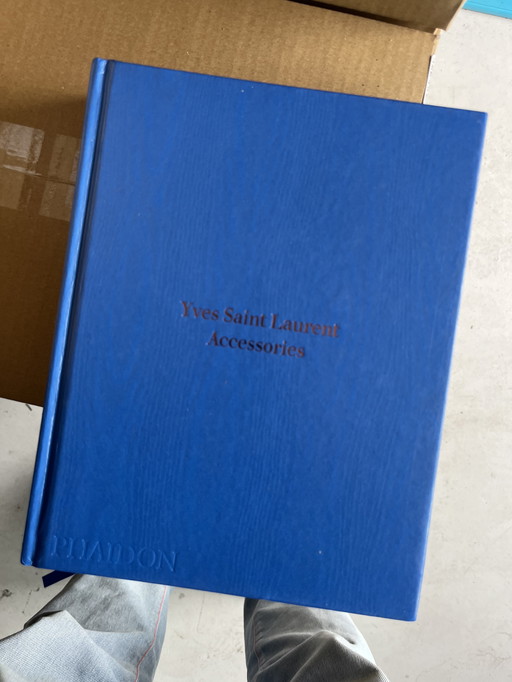 Yves Saint Laurent
Accessories
PHAIDON